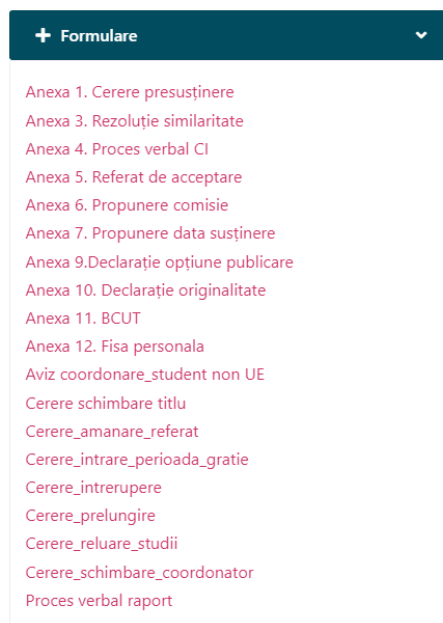 Formulare
Anexa 1. Cerere presusținere
Anexa 3. Rezoluție similaritate
Anexa 4. Proces verbal CI
Anexa 5. Referat de acceptare
Anexa 6. Propunere comisie
Anexa 7. Propunere data susținere
Anexa 9.Declarație opțiune publicare
Anexa 10. Declarație originalitate
Anexa 11. BCUT
Anexa 12. Fisa personala
Aviz coordonare_student non UE
Cerere schimbare titlu
Cerere_amanare_referat
Cerere_intrare_perioada_gratie
Cerere_intrerupere
Cerere_prelungire
Cerere_reluare_studii
Cerere_schimbare_coordonator
Proces verbal raport